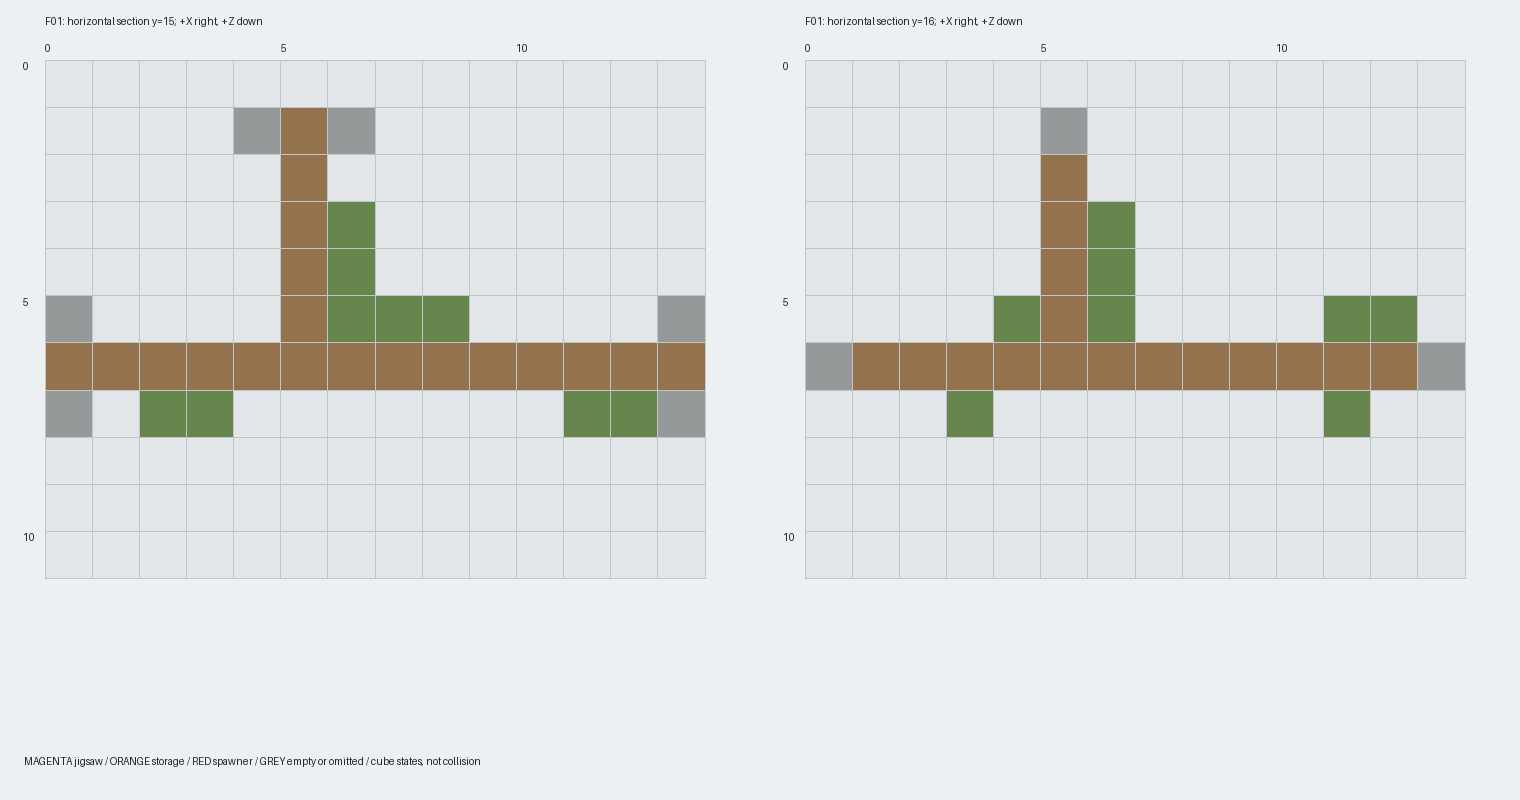 F01: horizontal section y=15; +X right, +Z down
F01: horizontal section y=16; +X right, +Z down
0 5 10
0 5 10
0
0
5
5
10
10
MAGENTA jigsaw / ORANGE storage / RED spawner / GREY empty or omitted / cube states, not collision